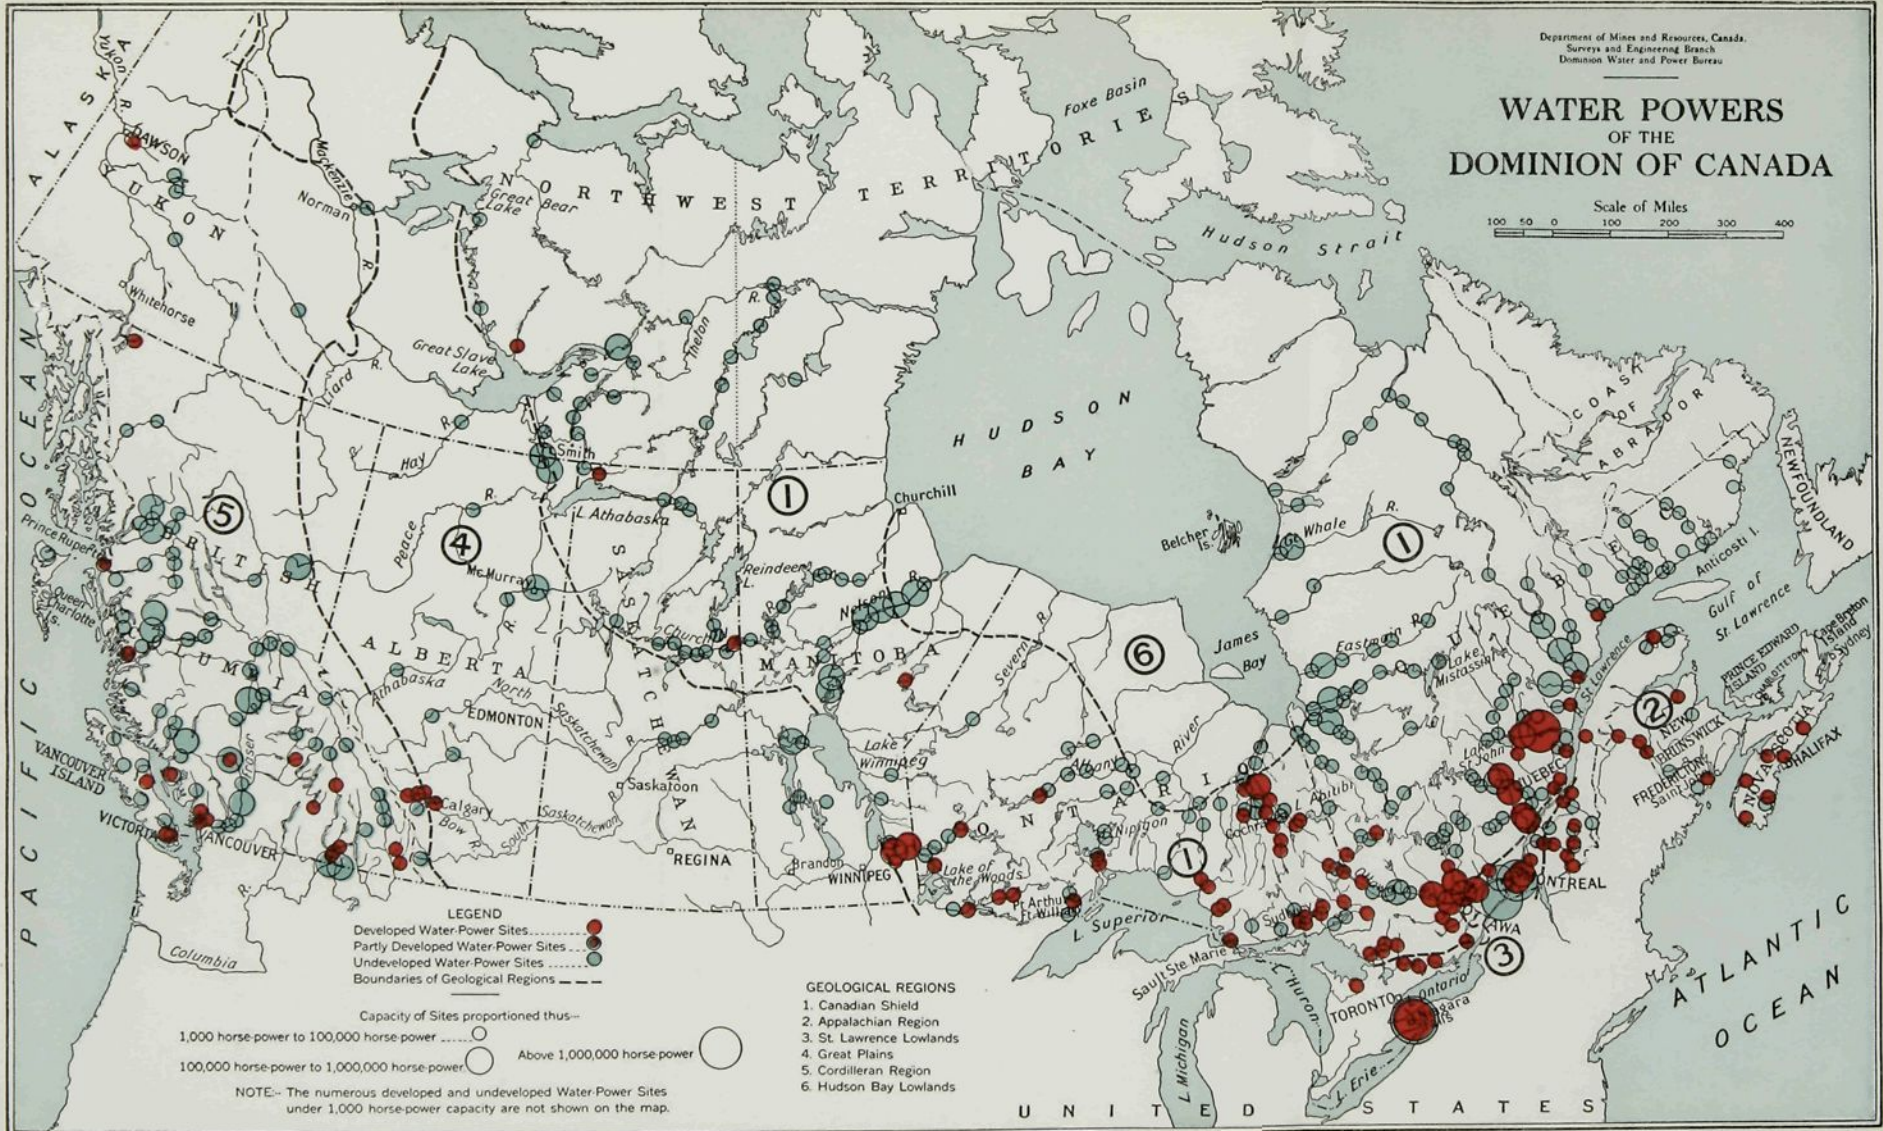 Department of Mines and Resources, Canada.
Surveys and Engineering Branch
Dominion Water and Power Bureau
WATER POWERS
OF THE
DOMINION OF CANADA
Scale of Miles
100 50 0 100 200 300 400
ALASKA
Yukon R.
DAWSON
YUKON
Mackenzie R.
Norman
Great Bear
Lake
NORTHWEST TERRITORIES
Foxe Basin
Hudson Strait
Whitehorse
Great Slave
Lake
Liard R.
Thelon R.
Hay R.
Smith
PACIFIC OCEAN
HUDSON
BAY
COAST
OF
LABRADOR
NEWFOUNDLAND
Churchill
L. Athabaska
Peace R.
5
4
1
1
Belcher
Is.
Gt. Whale R.
Prince Rupert
Queen
Charlotte
Is.
BRITISH
COLUMBIA
McMurray
Reindeer
L.
Nelson R.
Churchill R.
SASKATCHEWAN
MANITOBA
ALBERTA
Athabaska R.
North
Saskatchewan R.
EDMONTON
Severn R.
6
James
Bay
Eastmain R.
Lake
Mistassini
QUEBEC
Anticosti I.
Gulf of
St. Lawrence
St. Lawrence
PRINCE EDWARD
ISLAND
CHARLOTTETOWN
Cape Breton
Island
Sydney
2
NEW
BRUNSWICK
FREDERICTON
Saint John
NOVA SCOTIA
HALIFAX
VANCOUVER
ISLAND
Fraser
VICTORIA
VANCOUVER
Calgary
Bow R.
South
Saskatchewan R.
Saskatoon
REGINA
Brandon
WINNIPEG
Lake
Winnipeg
Lake of
the Woods
Albany
River
ONTARIO
Nipigon
L. Abitibi
Lake
St. John
QUEBEC
MONTREAL
OTTAWA
3
1
Pt Arthur
Ft William
L. Superior
Sudbury
Sault Ste Marie
L. Huron
TORONTO
L. Ontario
Niagara
Falls
L. Michigan
L. Erie
Columbia
R.
ATLANTIC
OCEAN
UNITED STATES
LEGEND
Developed Water-Power Sites
Partly Developed Water-Power Sites
Undeveloped Water-Power Sites
Boundaries of Geological Regions
Capacity of Sites proportioned thus---
1,000 horse-power to 100,000 horse-power
100,000 horse-power to 1,000,000 horse-power
Above 1,000,000 horse-power
NOTE:- The numerous developed and undeveloped Water-Power Sites
under 1,000 horse-power capacity are not shown on the map.
GEOLOGICAL REGIONS
1. Canadian Shield
2. Appalachian Region
3. St. Lawrence Lowlands
4. Great Plains
5. Cordilleran Region
6. Hudson Bay Lowlands